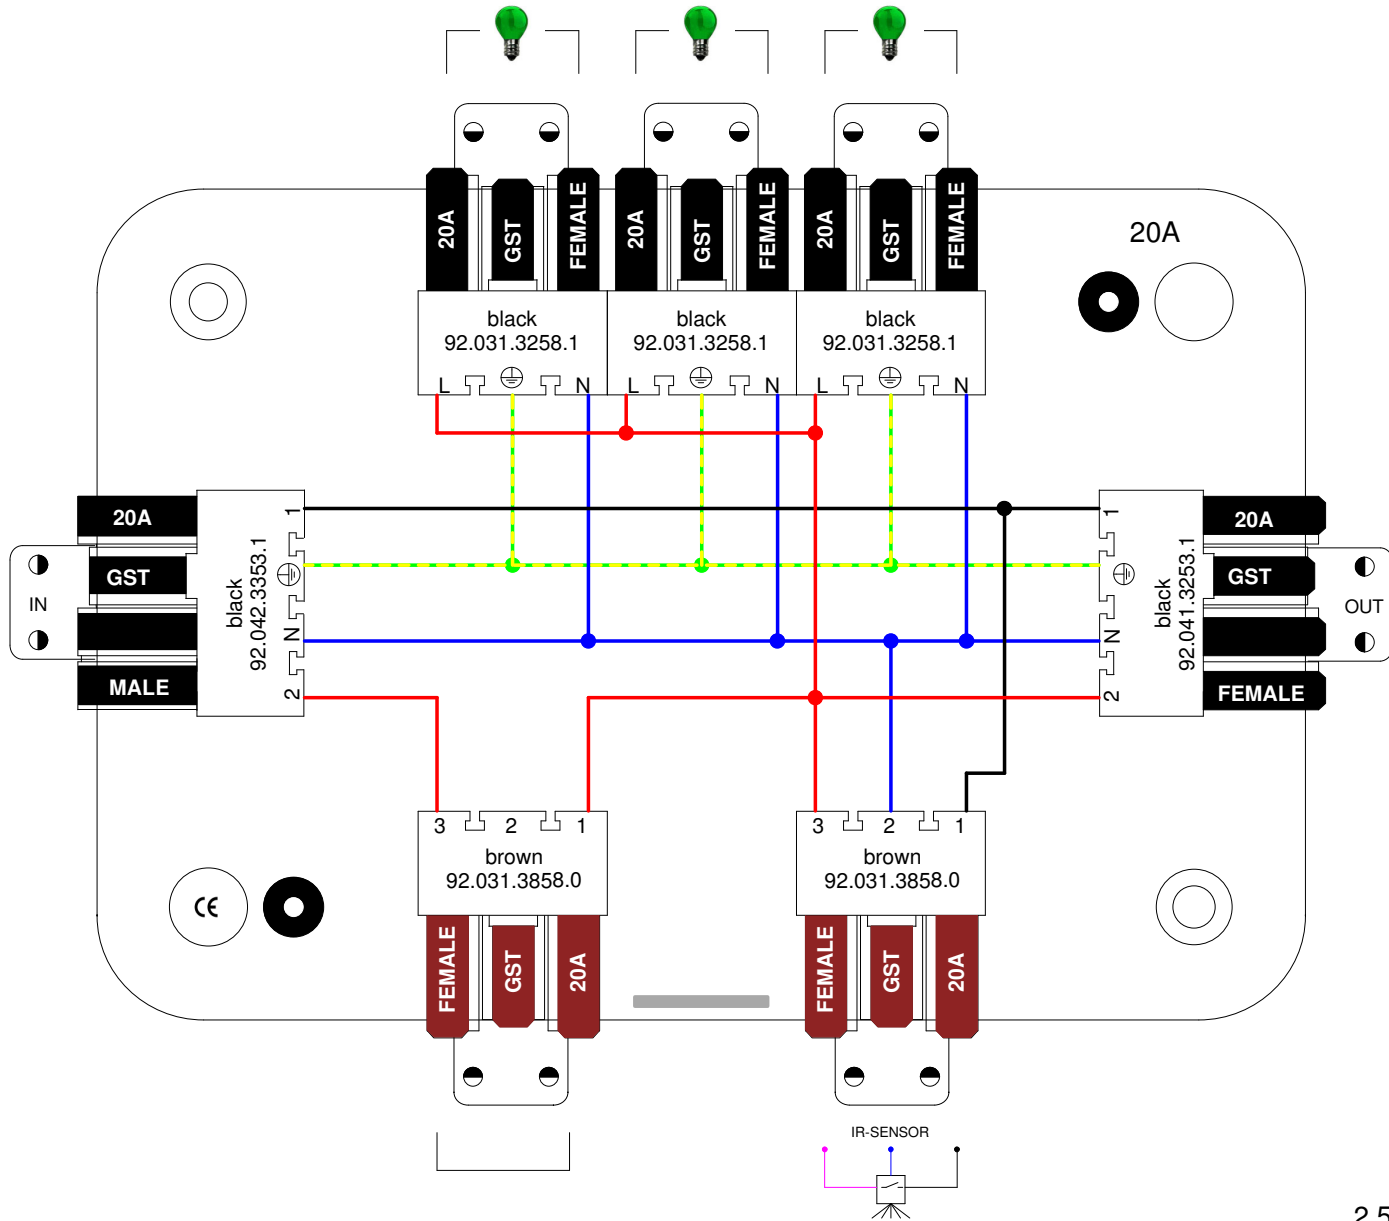 20A
GST
FEMALE
20A
GST
FEMALE
20A
GST
FEMALE
20A
black
92.031.3258.1
black
92.031.3258.1
black
92.031.3258.1
L
N
L
N
L
N
20A
GST
IN
MALE
black
92.042.3353.1
1
N
2
1
N
2
black
92.041.3253.1
20A
GST
OUT
FEMALE
3
2
1
brown
92.031.3858.0
3
2
1
brown
92.031.3858.0
CE
FEMALE
GST
20A
FEMALE
GST
20A
IR-SENSOR
2.5